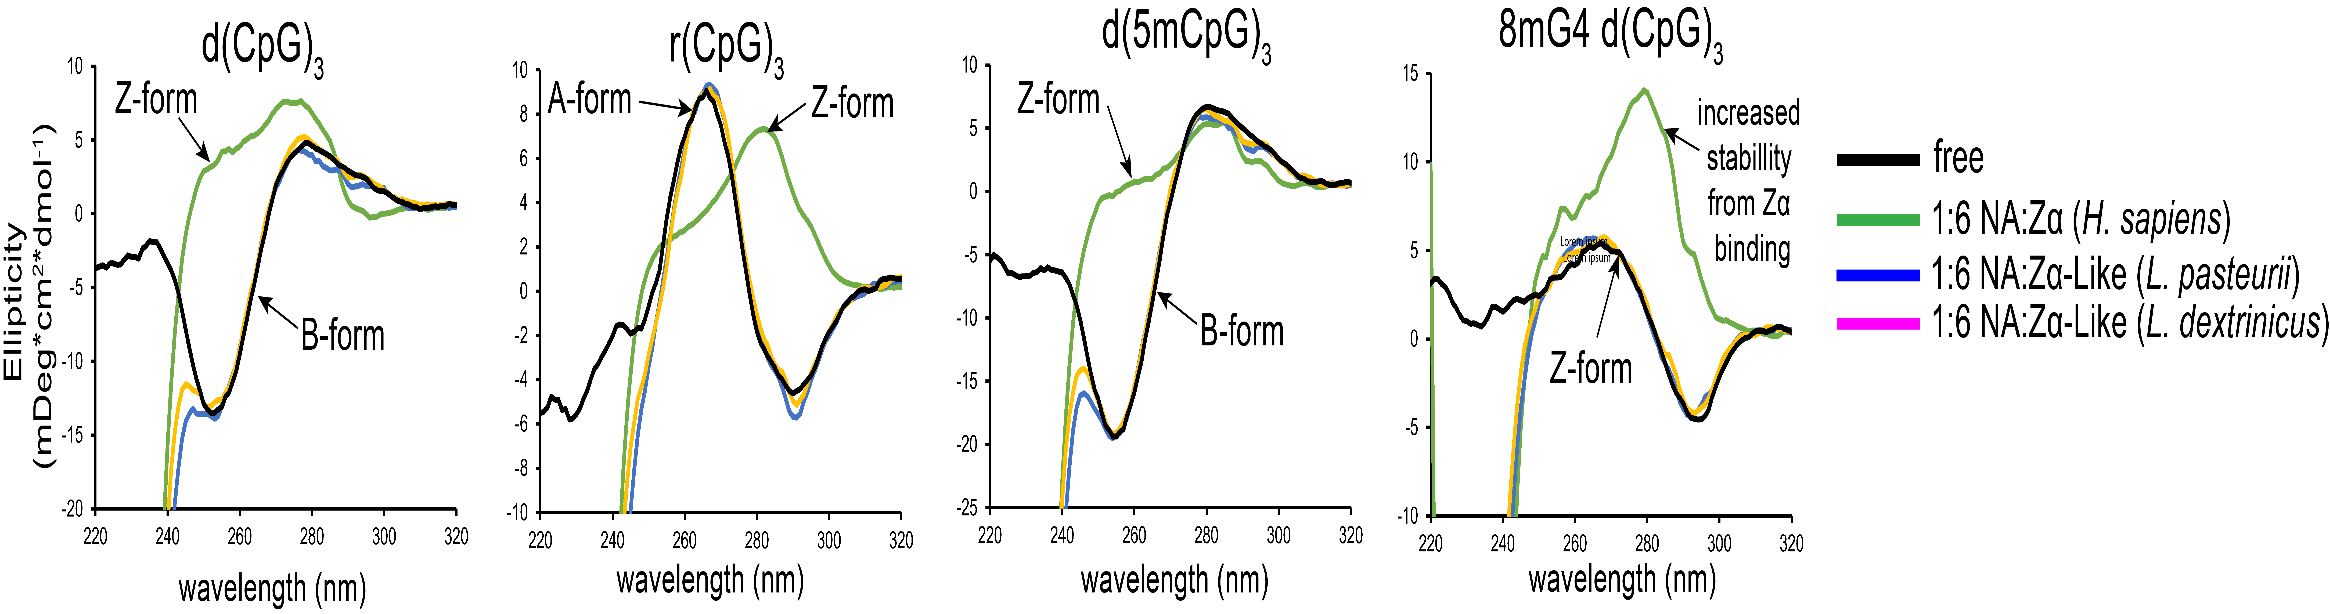 d(CpG)3
Ellipticity
(mDeg*cm2*dmol-1)
10
5
0
-5
-10
-15
-20
Z-form
B-form
220 240 260 280 300 320
wavelength (nm)
r(CpG)3
10
8
6
4
2
0
-2
-4
-6
-8
-10
A-form
Z-form
220 240 260 280 300 320
wavelength (nm)
d(5mCpG)3
10
5
0
-5
-10
-15
-20
-25
Z-form
B-form
220 240 260 280 300 320
wavelength (nm)
8mG4 d(CpG)3
15
10
5
0
-5
-10
increased
stabillity
from Zα
binding
Lorem ipsum
Lorem ipsum
Z-form
220 240 260 280 300 320
wavelength (nm)
free
1:6 NA:Zα (H. sapiens)
1:6 NA:Zα-Like (L. pasteurii)
1:6 NA:Zα-Like (L. dextrinicus)